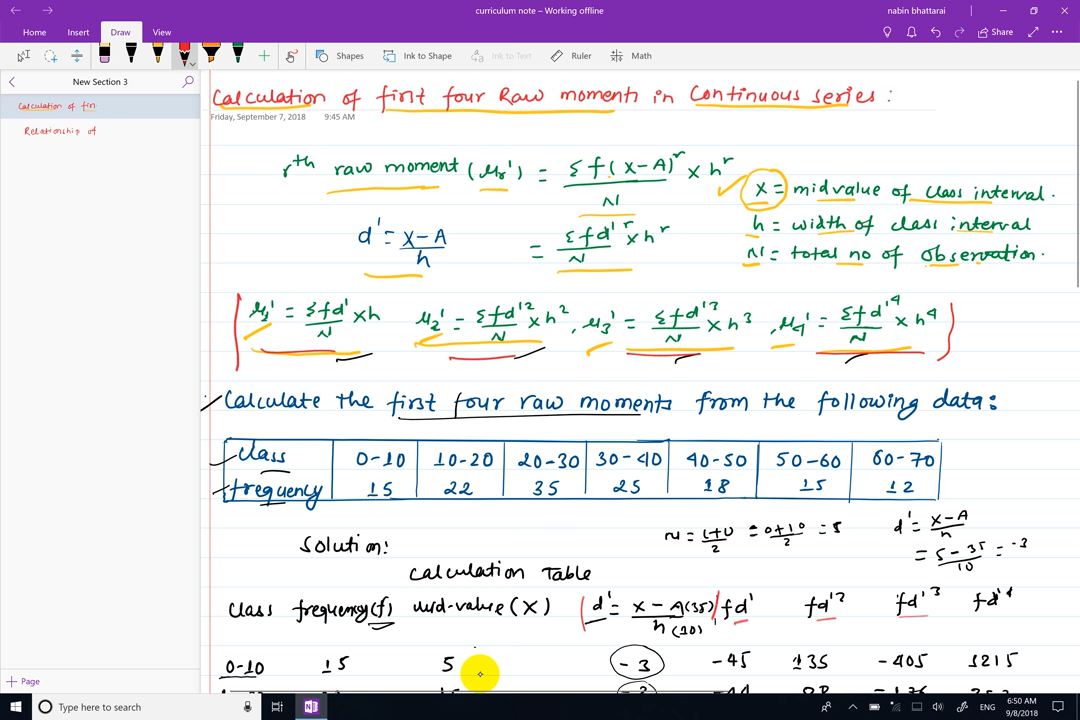 curriculum note – Working offline
nabin bhattarai
Home Insert Draw View
Share
Shapes Ink to Shape Ink to Text Ruler Math
New Section 3
Calculation of fin
Relationship of
+ Page
Calculation of first four Raw moments in Continuous series:
Friday, September 7, 2018 9:45 AM
rth raw moment (μr') = Σf(x-A)^r/N × h^r
x = midvalue of class interval.
h = width of class interval
N = total no of observation.
d' = x-A/h
= Σfd'^r/N × h^r
μ1' = Σfd'/N × h μ2' = Σfd'^2/N × h^2, μ3' = Σfd'^3/N × h^3, μ4' = Σfd'^4/N × h^4
Calculate the first four raw moments from the following data:
class 0-10 10-20 20-30 30-40 40-50 50-60 60-70
frequency 15 22 35 25 18 15 12
Solution:
= 0+10/2 = 5
d' = x-A/h
= 5-35/10 = -3
Calculation Table
Class frequency(f) mid-value(X) d' = x-A(35)/h(10) fd' fd'^2 fd'^3 fd'^4
0-10 15 5 -3 -45 135 -405 1215
Type here to search
ENG
6:50 AM
9/8/2018